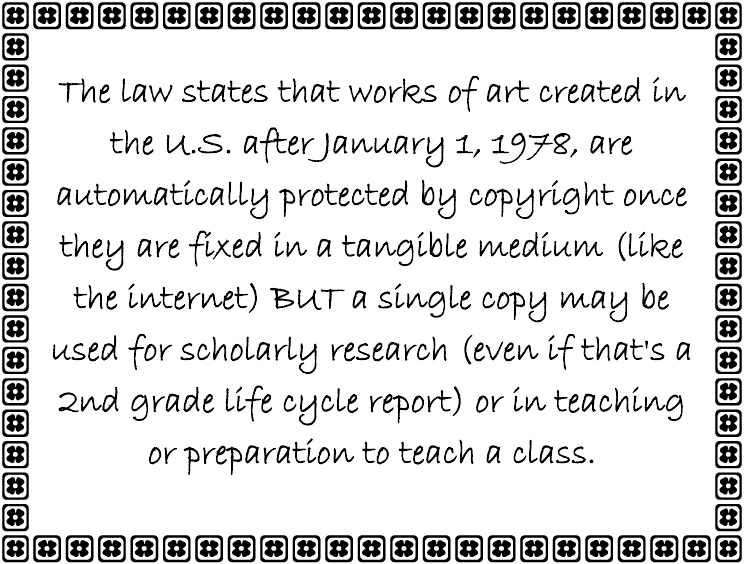 The law states that works of art created in
the U.S. after January 1, 1978, are
automatically protected by copyright once
they are fixed in a tangible medium (like
the internet) BUT a single copy may be
used for scholarly research (even if that's a
2nd grade life cycle report) or in teaching
or preparation to teach a class.